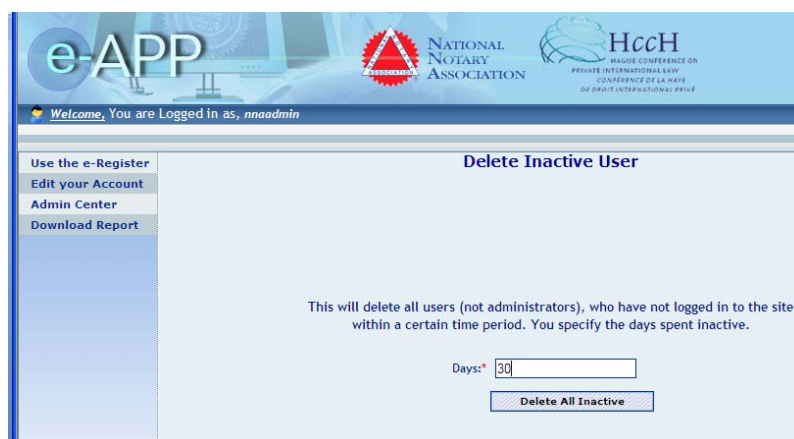 e-APP
NATIONAL
NOTARY
ASSOCIATION
ASSOCIATION
HccH
HAGUE CONFERENCE ON
PRIVATE INTERNATIONAL LAW
CONFÉRENCE DE LA HAYE
DE DROIT INTERNATIONAL PRIVÉ
Welcome, You are Logged in as, nnaadmin
Use the e-Register
Edit your Account
Admin Center
Download Report
Delete Inactive User
This will delete all users (not administrators), who have not logged in to the site
within a certain time period. You specify the days spent inactive.
Days:* 30
Delete All Inactive